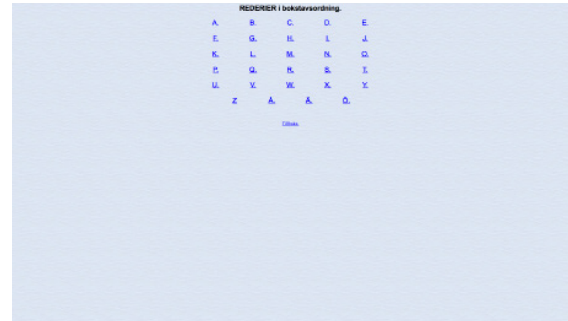 REDERIER i bokstavsordning.
A. B. C. D. E.
F. G. H. I. J.
K. L. M. N. O.
P. Q. R. S. T.
U. V. W. X. Y.
Z Å. Ä. Ö.
Tillbaka.